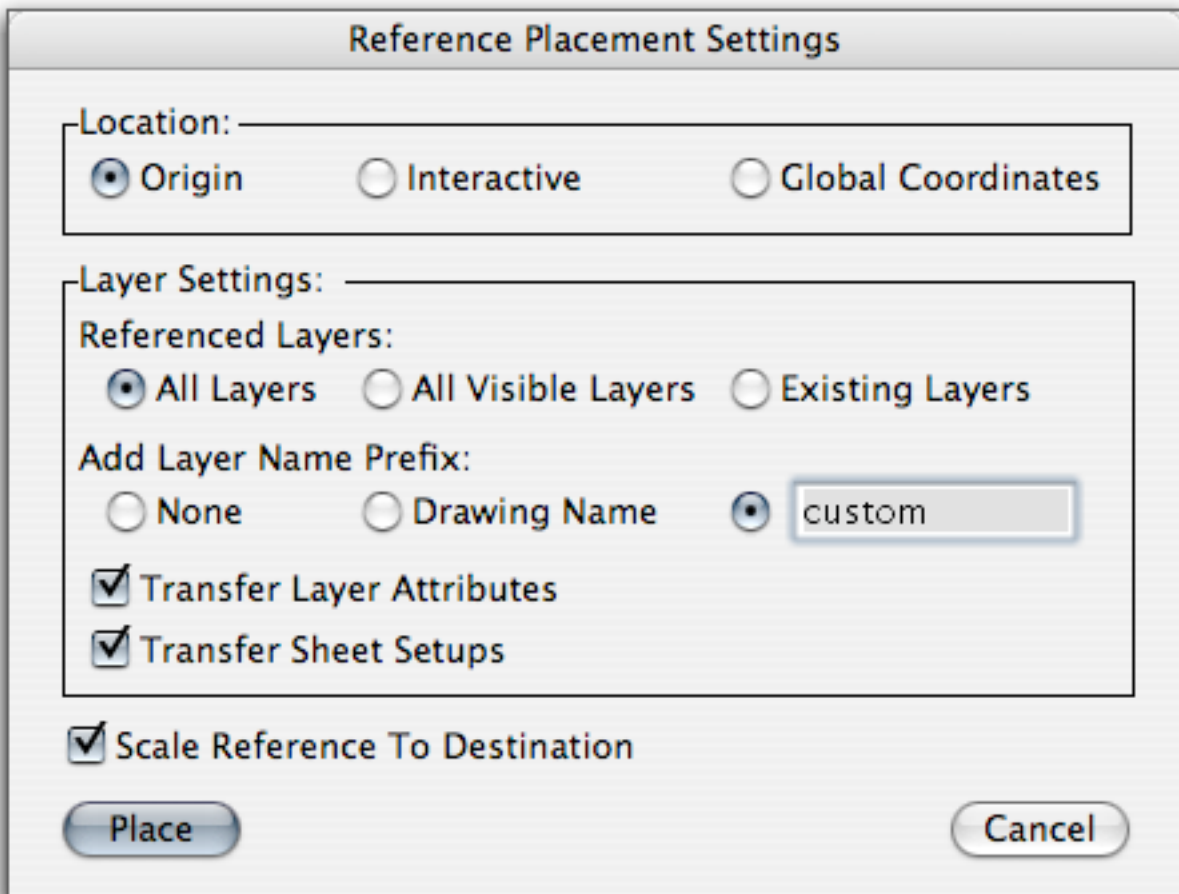 Reference Placement Settings
Location:
Origin Interactive Global Coordinates
Layer Settings:
Referenced Layers:
All Layers All Visible Layers Existing Layers
Add Layer Name Prefix:
None Drawing Name custom
Transfer Layer Attributes
Transfer Sheet Setups
Scale Reference To Destination
Place Cancel